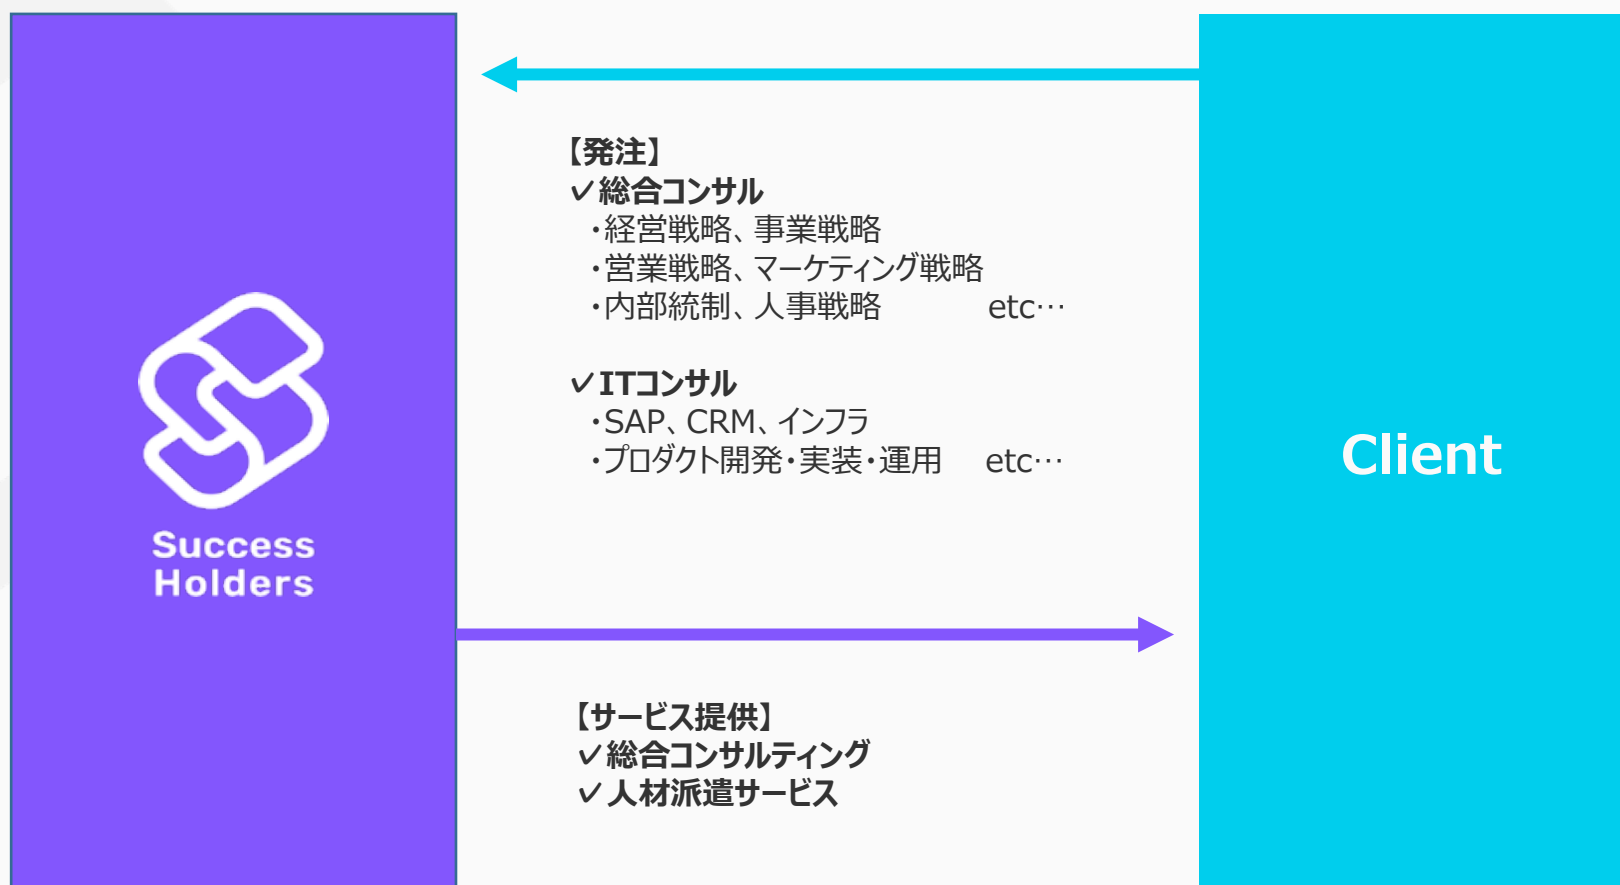 【発注】
✓総合コンサル
・経営戦略、事業戦略
・営業戦略、マーケティング戦略
・内部統制、人事戦略 etc…
✓ITコンサル
・SAP、CRM、インフラ
・プロダクト開発・実装・運用 etc…
Success
Holders
Client
【サービス提供】
✓総合コンサルティング
✓人材派遣サービス